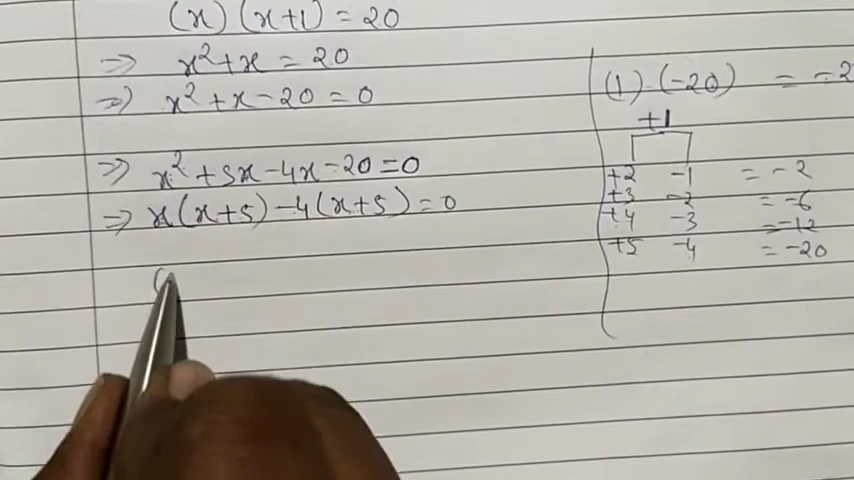 (x) (x+1) = 20
⇒ x²+x = 20
⇒ x²+x-20 = 0
⇒ x²+5x-4x-20=0
⇒ x(x+5)-4(x+5)=0
(
(1) · (-20) = -2
+1
+2 -1 = -2
+3 -2 = -6
+4 -3 = -12
+5 -4 = -20